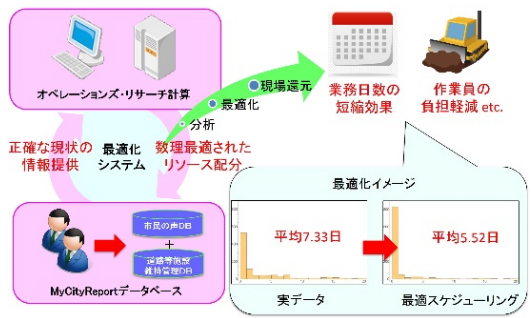 オペレーションズ・リサーチ計算
正確な現状の
情報提供
最適化
システム
数理最適された
リソース配分
分析
最適化
現場還元
業務日数の
短縮効果
作業員の
負担軽減 etc.
市民の声DB
+
道路等施設
維持管理DB
MyCityReportデータベース
最適化イメージ
平均7.33日
平均5.52日
実データ
最適スケジューリング